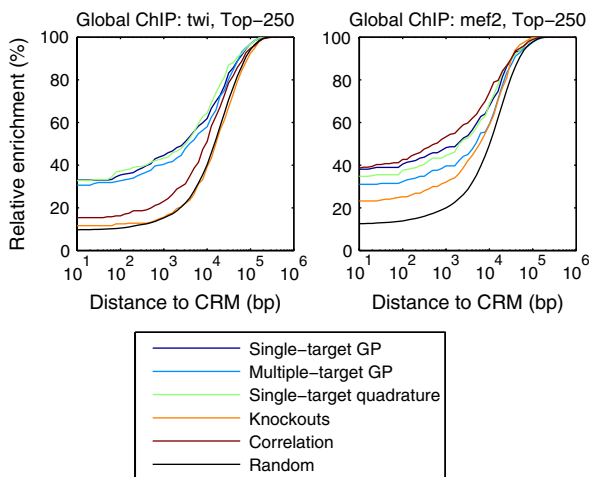 Global ChIP: twi, Top−250
Global ChIP: mef2, Top−250
Relative enrichment (%)
100
80
60
40
20
0
10^1 10^2 10^3 10^4 10^5 10^6
Distance to CRM (bp)
100
80
60
40
20
0
10^1 10^2 10^3 10^4 10^5 10^6
Distance to CRM (bp)
Single−target GP
Multiple−target GP
Single−target quadrature
Knockouts
Correlation
Random